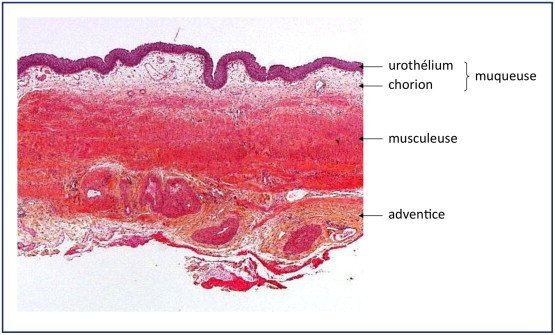 urothélium
chorion
muqueuse
musculeuse
adventice